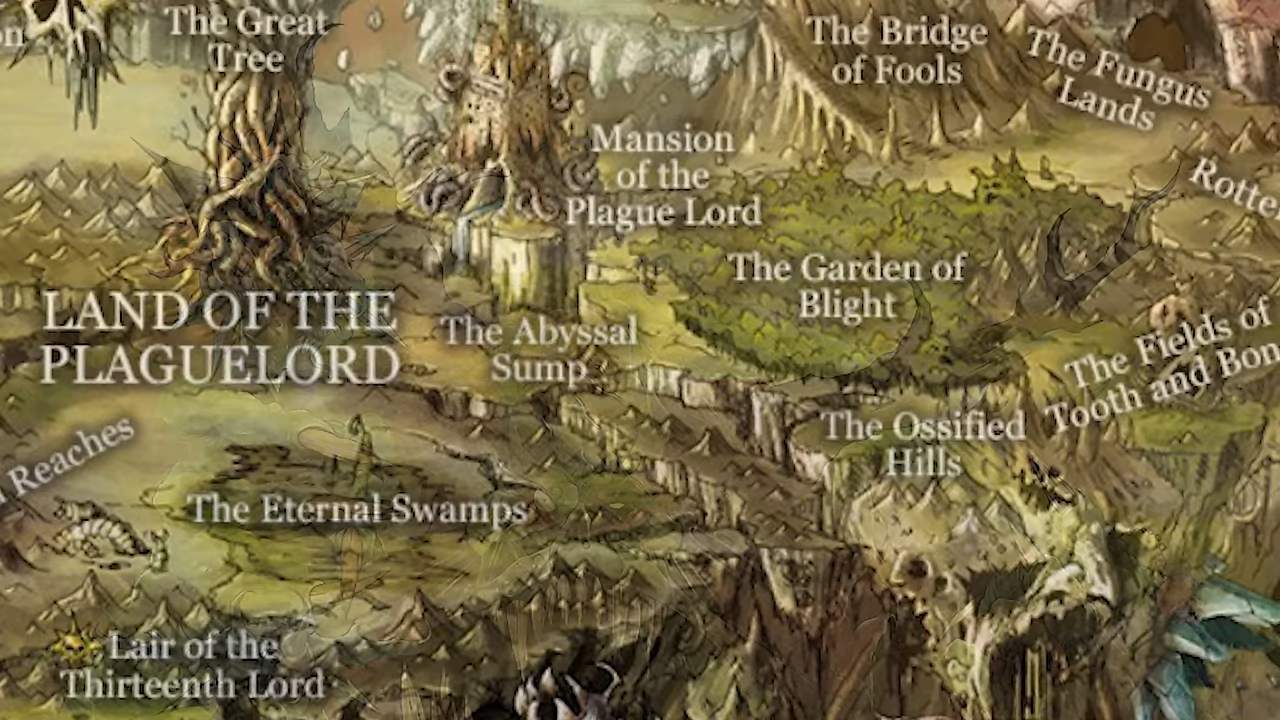 The Great
Tree
The Bridge
of Fools
The Fungus
Lands
Mansion
of the
Plague Lord
The Garden of
Blight
LAND OF THE
PLAGUELORD
The Abyssal
Sump
The Fields of
Tooth and
The Ossified
Hills
Reaches
The Eternal Swamps
Lair of the
Thirteenth Lord